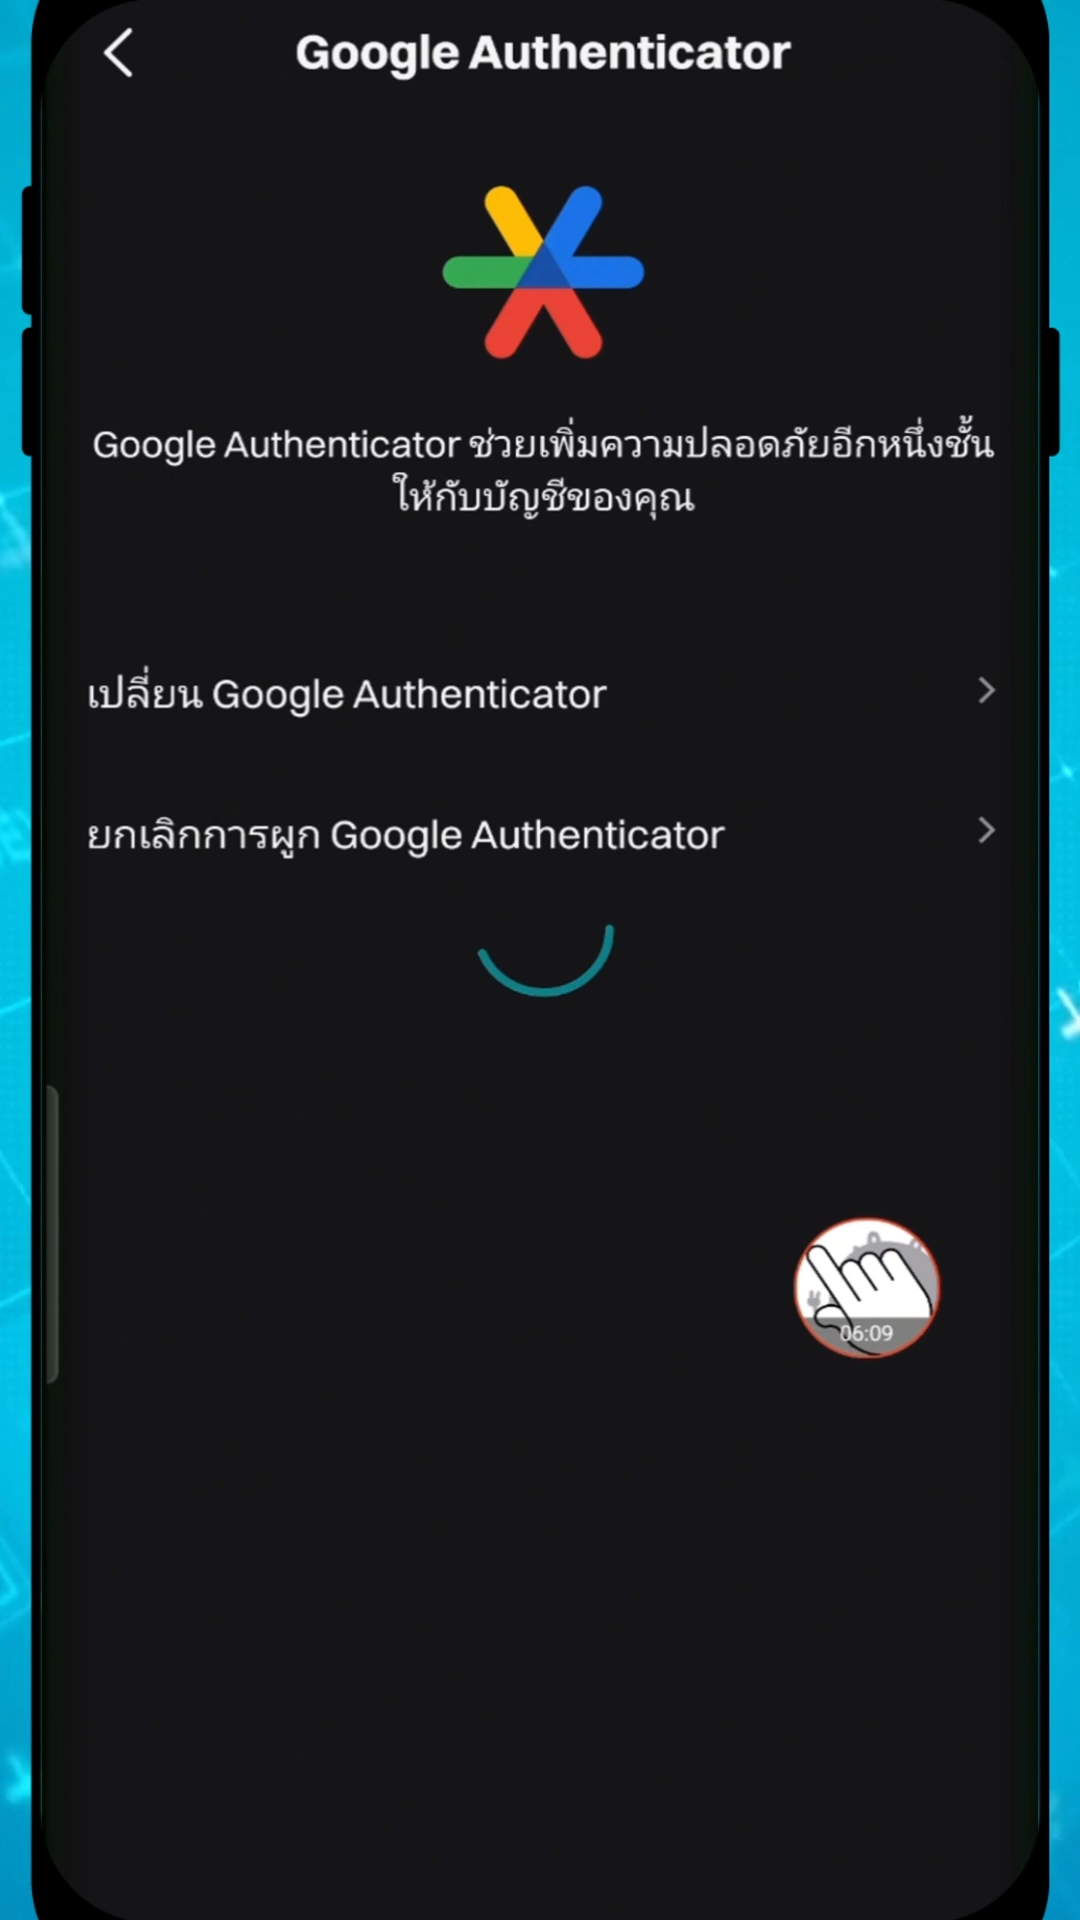 Google Authenticator
Google Authenticator ช่วยเพิ่มความปลอดภัยอีกหนึ่งชั้น
ให้กับบัญชีของคุณ
เปลี่ยน Google Authenticator
ยกเลิกการผูก Google Authenticator
06:09